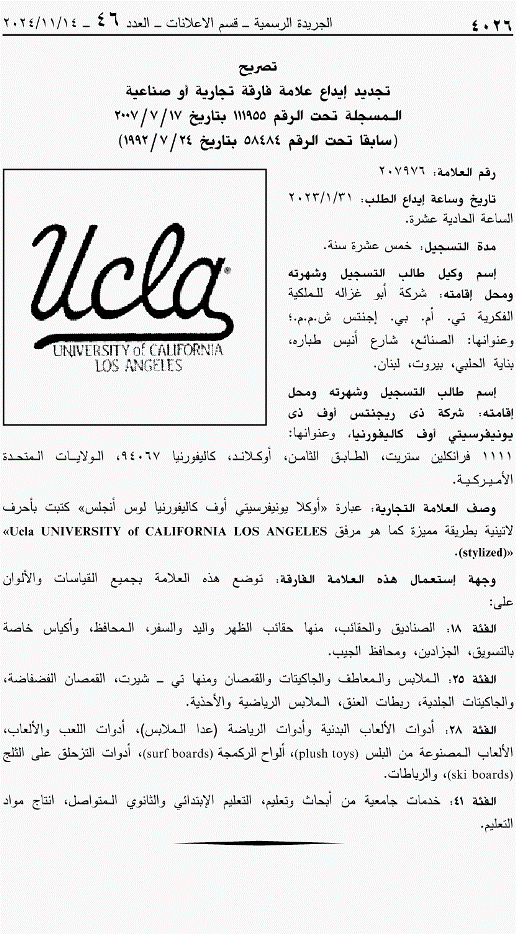 ٤٠٢٦ الجريدة الرسمية ــ قسم الاعلانات ــ العدد ٤٦ ــ ٢٠٢٤/١١/١٤
تصريح
تجديد إيداع علامة فارقة تجارية أو صناعية
المسجلة تحت الرقم ١١١٩٥٥ بتاريخ ٢٠٠٧/٧/١٧
(سابقا تحت الرقم ٥٨٤٨٤ بتاريخ ١٩٩٢/٧/٢٤)
رقم العلامة: ٢٠٧٩٧٦
تاريخ وساعة إيداع الطلب: ٢٠٢٣/١/٣١
الساعة الحادية عشرة.
مدة التسجيل: خمس عشرة سنة.
إسم وكيل طالب التسجيل وشهرته
ومحل إقامته: شركة أبو غزاله للملكية
الفكرية تي. أم. بي. إجنتس ش.م.م.؛
وعنوانها: الصنائع، شارع أنيس طباره،
بناية الحلبي، بيروت، لبنان.
إسم طالب التسجيل وشهرته ومحل
إقامته: شركة ذى ريجنتس أوف ذى
يونيفرسيتي أوف كاليفورنيا، وعنوانها:
Ucla®
UNIVERSITY of CALIFORNIA
LOS ANGELES
١١١١ فرانكلين ستريت، الطابق الثامن، أوكلاند، كاليفورنيا ٩٤٠٦٧، الولايات المتحدة
الأميركية.
وصف العلامة التجارية: عبارة «أوكلا يونيفرسيتي أوف كاليفورنيا لوس أنجلس» كتبت بأحرف
لاتينية بطريقة مميزة كما هو مرفق Ucla UNIVERSITY of CALIFORNIA LOS ANGELES»
«(stylized).
وجهة إستعمال هذه العلامة الفارقة: توضع هذه العلامة بجميع القياسات والألوان
على:
الفئة ١٨: الصناديق والحقائب، منها حقائب الظهر واليد والسفر، المحافظ، وأكياس خاصة
بالتسويق، الجزادين، ومحافظ الجيب.
الفئة ٢٥: الملابس والمعاطف والجاكيتات والقمصان ومنها تي ــ شيرت، القمصان الفضفاضة،
والجاكيتات الجلدية، ربطات العنق، الملابس الرياضية والأحذية.
الفئة ٢٨: أدوات الألعاب البدنية وأدوات الرياضة (عدا الملابس)، أدوات اللعب والألعاب،
الألعاب المصنوعة من البلس (plush toys)، ألواح الركمجة (surf boards)، أدوات التزحلق على الثلج
(ski boards)، والرباطات.
الفئة ٤١: خدمات جامعية من أبحاث وتعليم، التعليم الإبتدائي والثانوي المتواصل، انتاج مواد
التعليم.